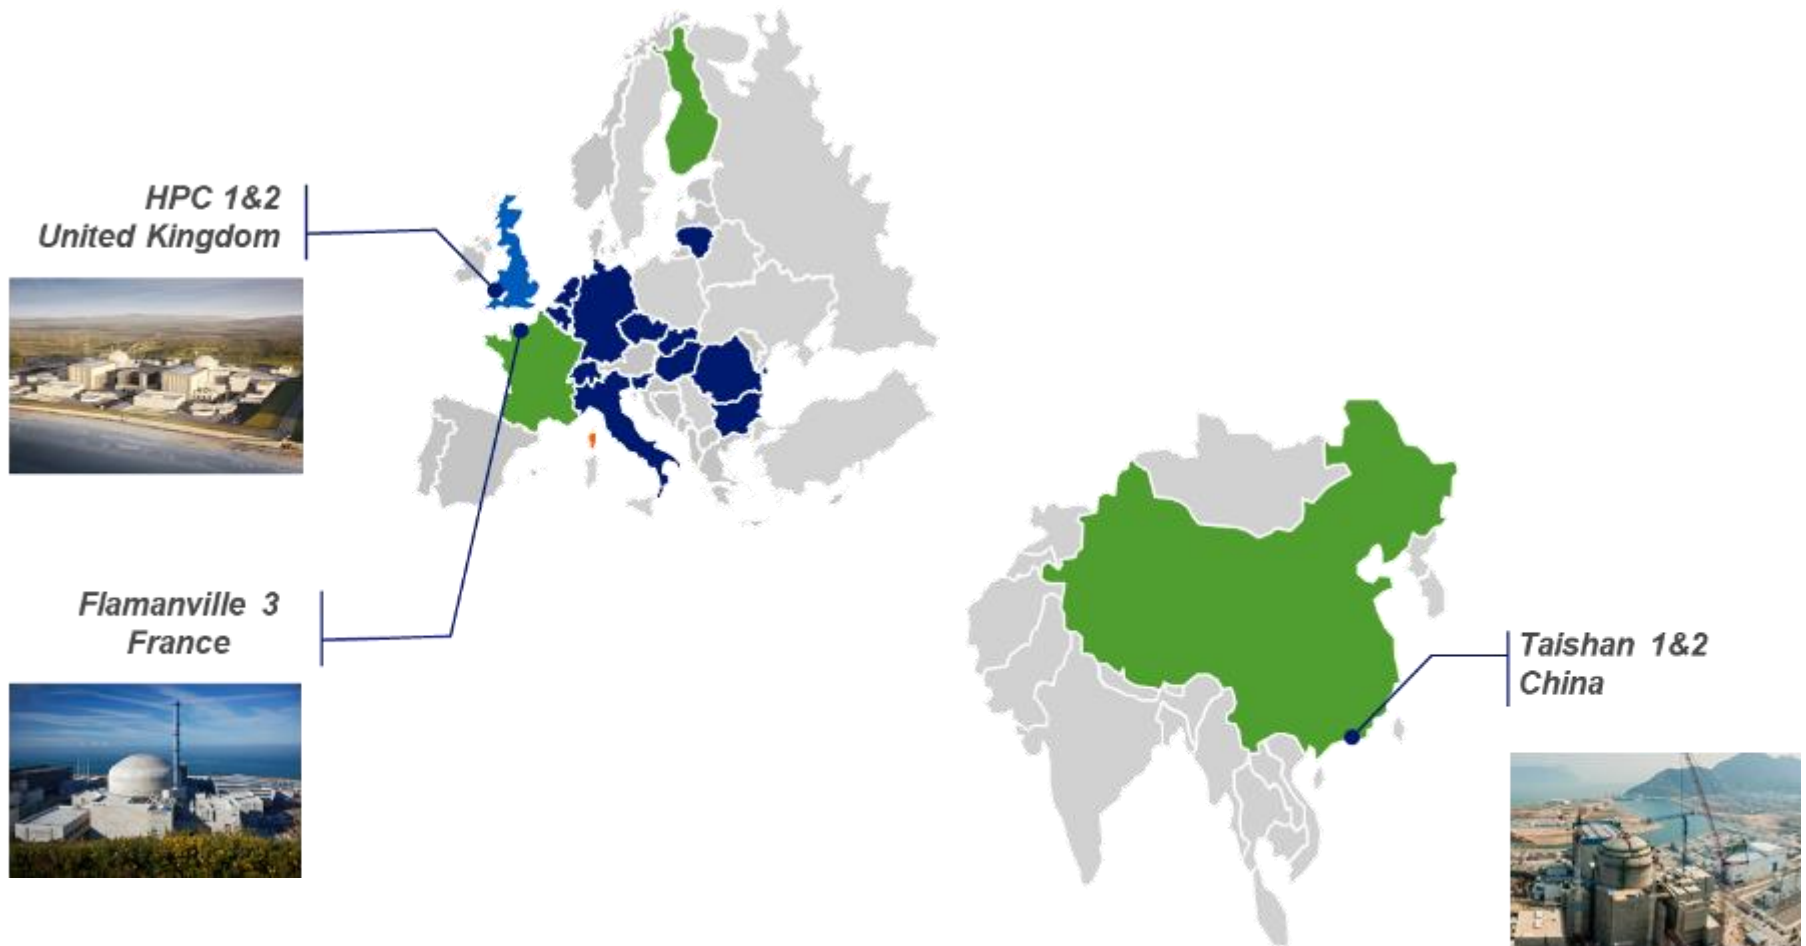 HPC 1&2
United Kingdom
Flamanville 3
France
Taishan 1&2
China